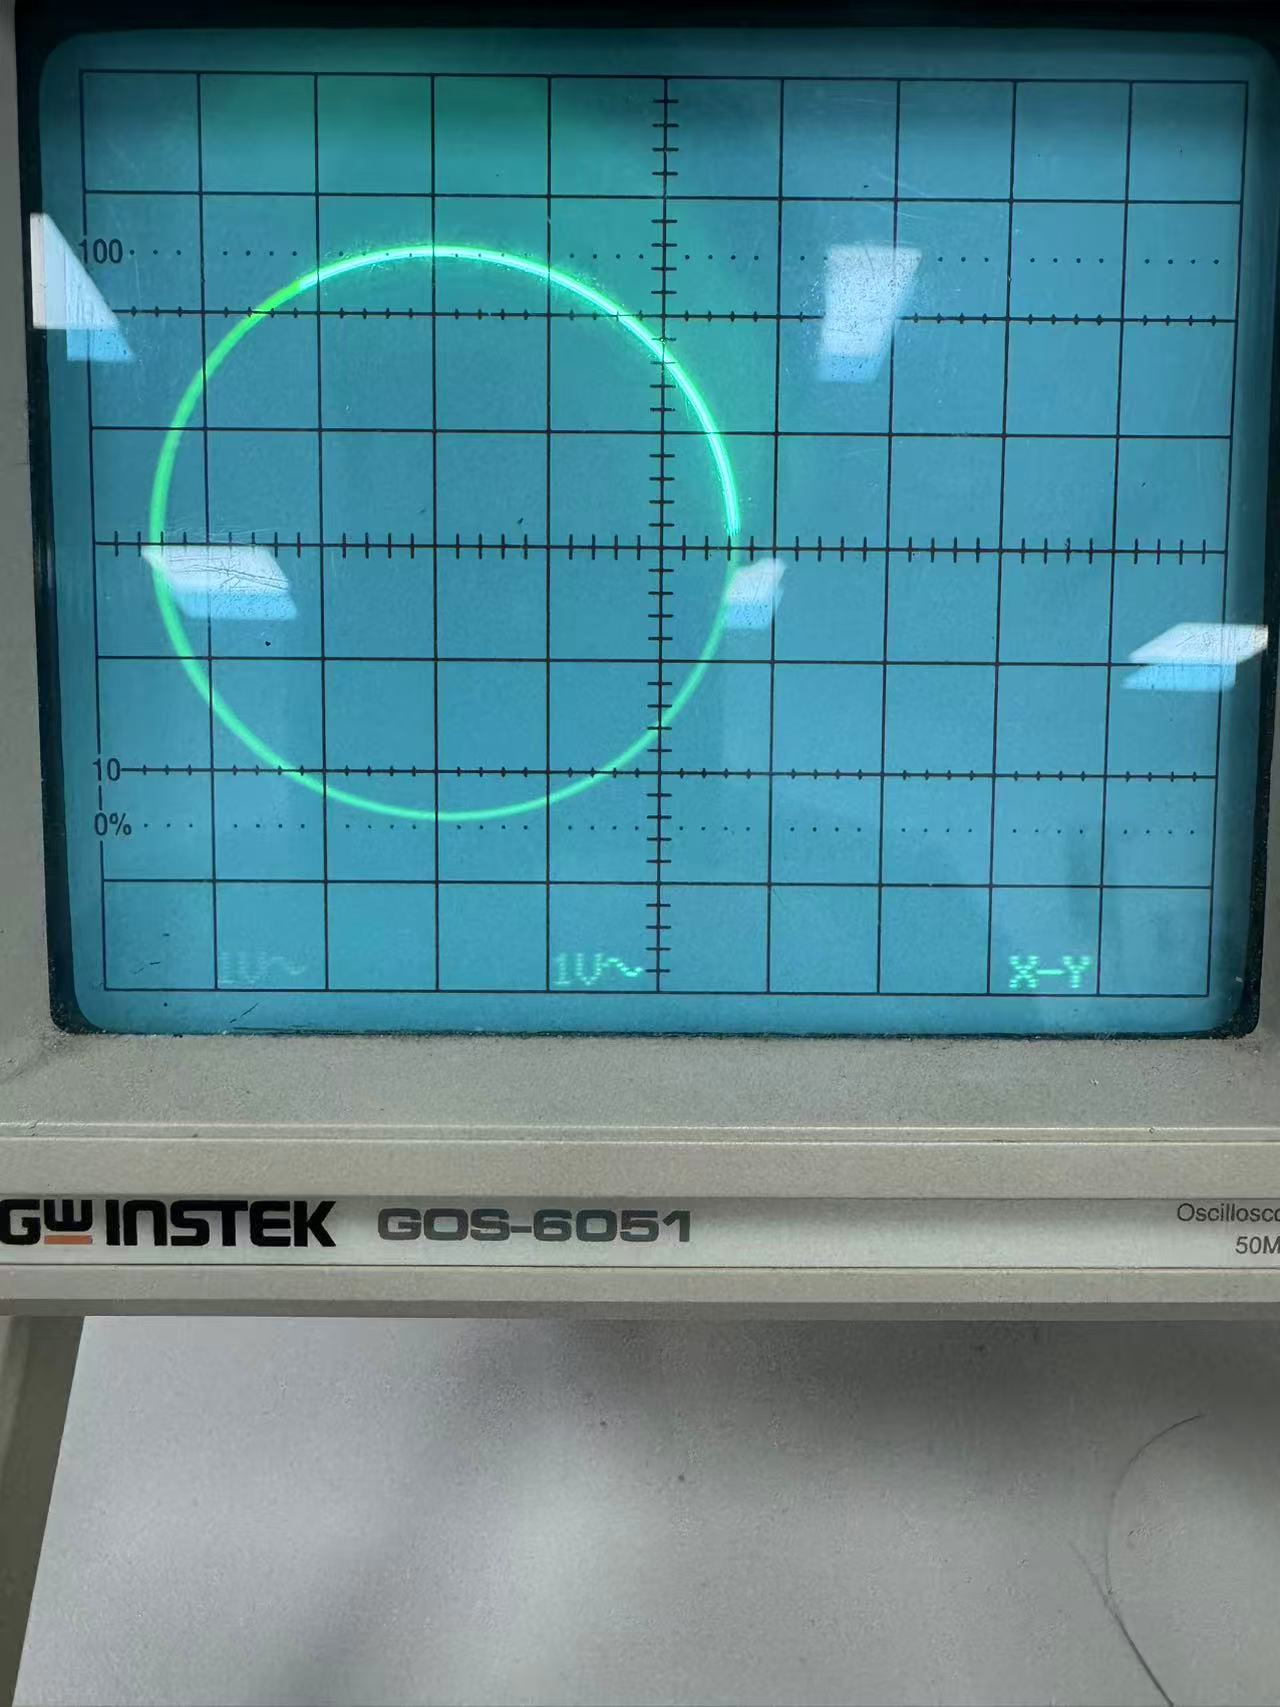 100
10
0%
1V~ 1V~ X-Y
GW INSTEK GOS-6051
Oscillosco
50M